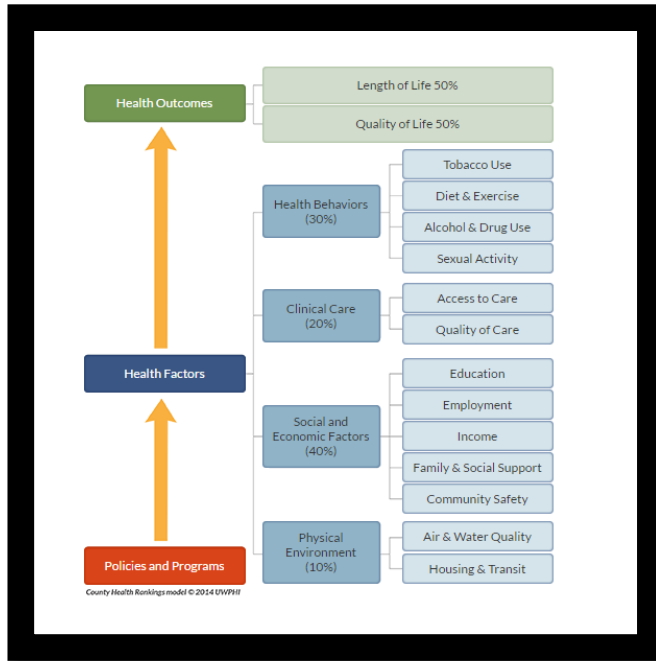 Health Outcomes
Length of Life 50%
Quality of Life 50%
Health Behaviors
(30%)
Tobacco Use
Diet & Exercise
Alcohol & Drug Use
Sexual Activity
Clinical Care
(20%)
Access to Care
Quality of Care
Health Factors
Social and
Economic Factors
(40%)
Education
Employment
Income
Family & Social Support
Community Safety
Physical
Environment
(10%)
Air & Water Quality
Housing & Transit
Policies and Programs
County Health Rankings model © 2014 UWPHI